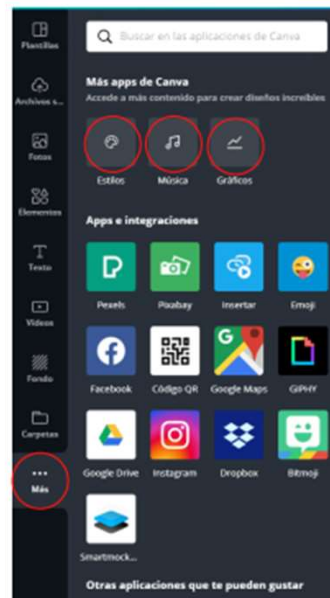 Plantillas
Archivos s...
Fotos
Elementos
Texto
Videos
Fondo
Carpetas
Más
Buscar en las aplicaciones de Canva
Más apps de Canva
Accede a más contenido para crear diseños increíbles
Estilos Música Gráficos
Apps e integraciones
Pexels Pixabay Insertar Emoji
Facebook Código QR Google Maps GIPHY
Google Drive Instagram Dropbox Bitmoji
Smartmock...
Otras aplicaciones que te pueden gustar